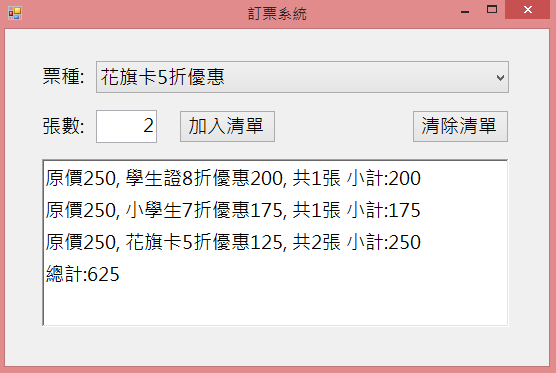 訂票系統
票種: 花旗卡5折優惠
張數: 2 加入清單 清除清單
原價250, 學生證8折優惠200, 共1張 小計:200
原價250, 小學生7折優惠175, 共1張 小計:175
原價250, 花旗卡5折優惠125, 共2張 小計:250
總計:625